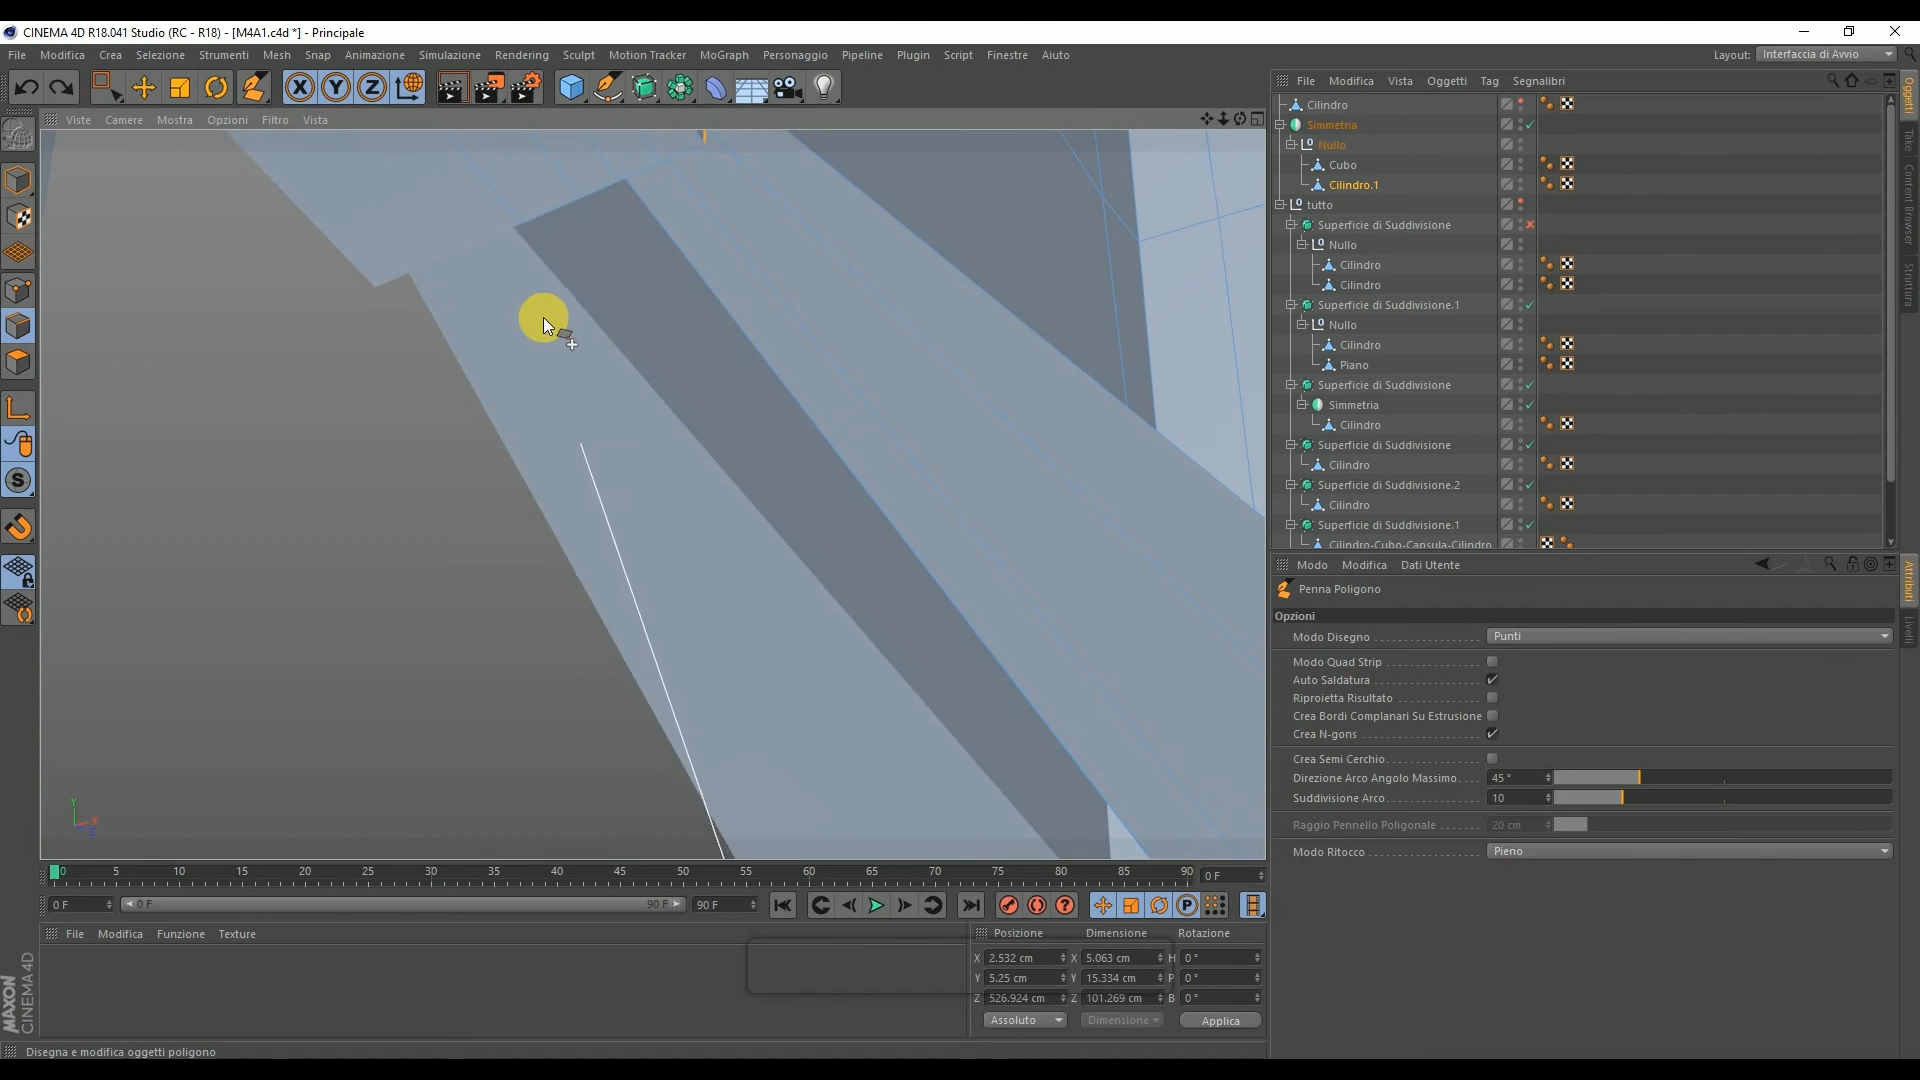 CINEMA 4D R18.041 Studio (RC - R18) - [M4A1.c4d *] - Principale
File Modifica Crea Selezione Strumenti Mesh Snap Animazione Simulazione Rendering Sculpt Motion Tracker MoGraph Personaggio Pipeline Plugin Script Finestre Aiuto Layout: Interfaccia di Avvio
File Modifica Vista Oggetti Tag Segnalibri
Viste Camere Mostra Opzioni Filtro Vista
Cilindro
Simmetria
Nullo
Cubo
Cilindro.1
tutto
Superficie di Suddivisione
Nullo
Cilindro
Cilindro
Superficie di Suddivisione.1
Nullo
Cilindro
Piano
Superficie di Suddivisione
Simmetria
Cilindro
Superficie di Suddivisione
Cilindro
Superficie di Suddivisione.2
Cilindro
Superficie di Suddivisione.1
Cilindro-Cubo-Capsula-Cilindro
Oggetti
Take
Content Browser
Struttura
Modo Modifica Dati Utente
Penna Poligono
Opzioni
Modo Disegno Punti
Modo Quad Strip
Auto Saldatura
Riproietta Risultato
Crea Bordi Complanari Su Estrusione
Crea N-gons
Crea Semi Cerchio
Direzione Arco Angolo Massimo 45 °
Suddivisione Arco 10
Raggio Pennello Poligonale 20 cm
Modo Ritocco Pieno
Attributi
Livelli
Y
X
Z
0 5 10 15 20 25 30 35 40 45 50 55 60 65 70 75 80 85 90 0 F
0 F 0 F 90 F 90 F
File Modifica Funzione Texture
Posizione Dimensione Rotazione
X 2.532 cm X 5.063 cm H 0 °
Y 5.25 cm Y 15.334 cm P 0 °
Z 526.924 cm Z 101.269 cm B 0 °
Assoluto Dimensione Applica
MAXON
CINEMA 4D
Disegna e modifica oggetti poligono